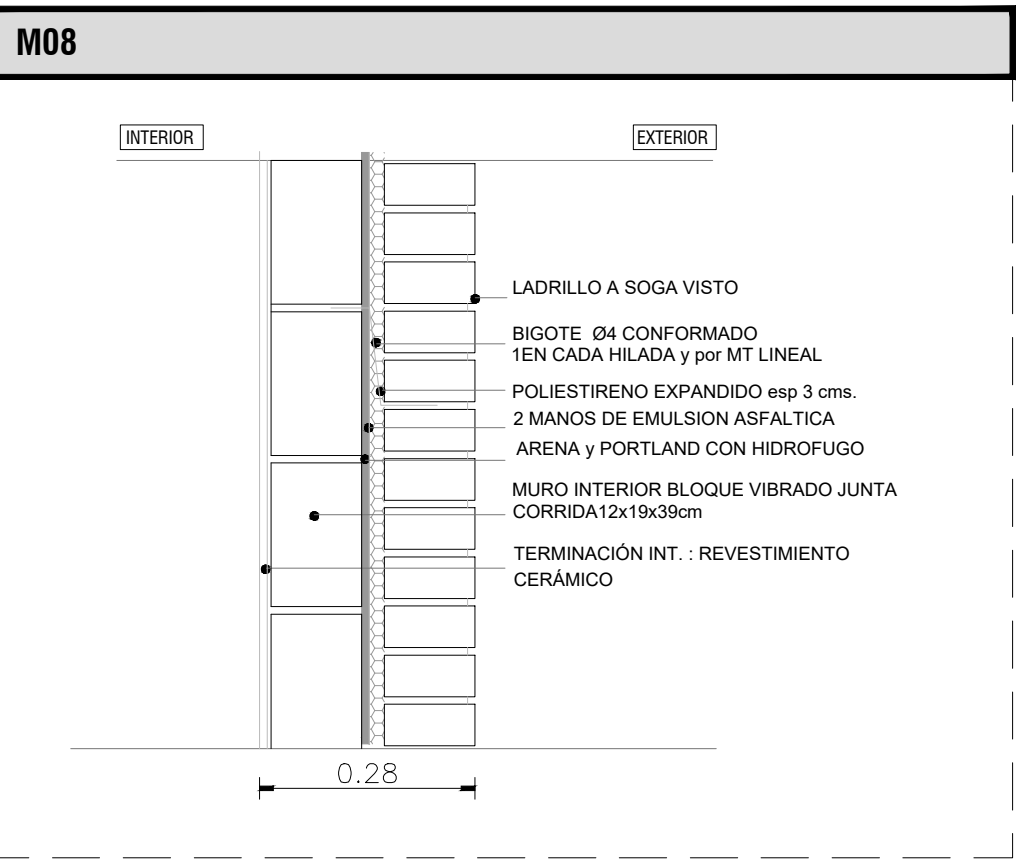 M08
INTERIOR
EXTERIOR
LADRILLO A SOGA VISTO
BIGOTE Ø4 CONFORMADO
1EN CADA HILADA y por MT LINEAL
POLIESTIRENO EXPANDIDO esp 3 cms.
2 MANOS DE EMULSION ASFALTICA
ARENA y PORTLAND CON HIDROFUGO
MURO INTERIOR BLOQUE VIBRADO JUNTA
CORRIDA12x19x39cm
TERMINACIÓN INT. : REVESTIMIENTO
CERÁMICO
0.28